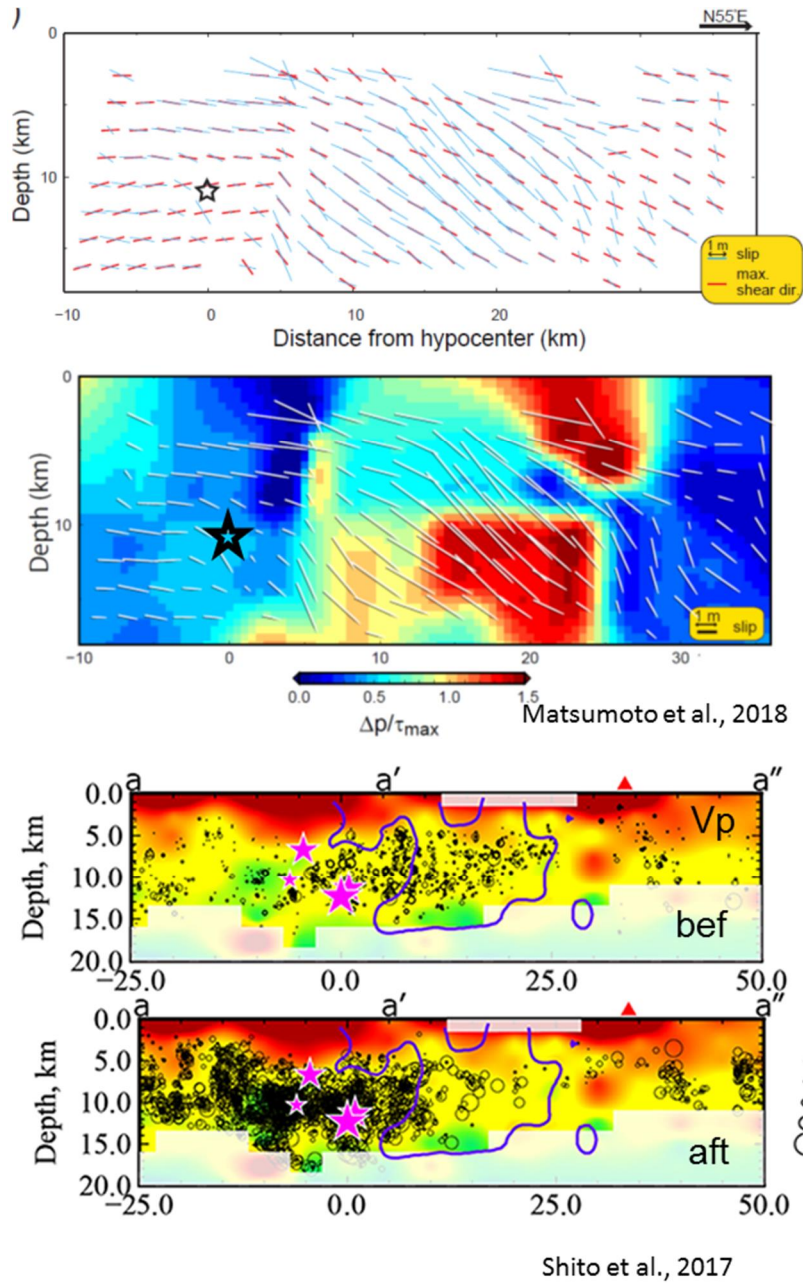 )
N55°E
0
10
Depth (km)
−10
0
10
20
Distance from hypocenter (km)
1 m
slip
max.
shear dir.
0
10
Depth (km)
−10
0
10
20
30
1 m
slip
0.0
0.5
1.0
1.5
Δp/τmax
Matsumoto et al., 2018
a
a′
a″
0.0
5.0
10.0
15.0
20.0
Depth, km
Vp
bef
-25.0
0.0
25.0
50.0
a
a′
a″
0.0
5.0
10.0
15.0
20.0
Depth, km
aft
-25.0
0.0
25.0
50.0
Shito et al., 2017